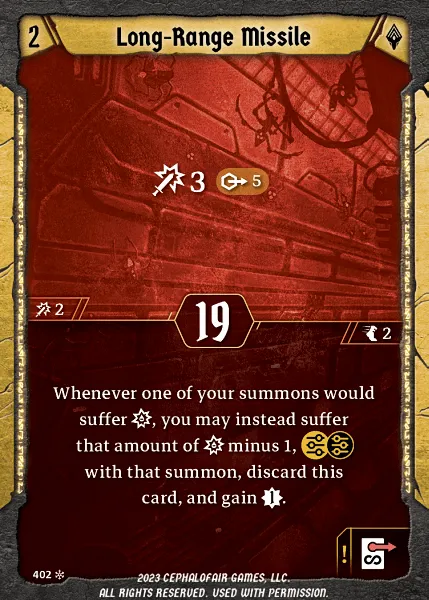 2
Long-Range Missile
3
5
2
19
2
Whenever one of your summons would
suffer , you may instead suffer
that amount of minus 1,
with that summon, discard this
card, and gain 1.
!
402
2023 CEPHALOFAIR GAMES, LLC.
ALL RIGHTS RESERVED. USED WITH PERMISSION.